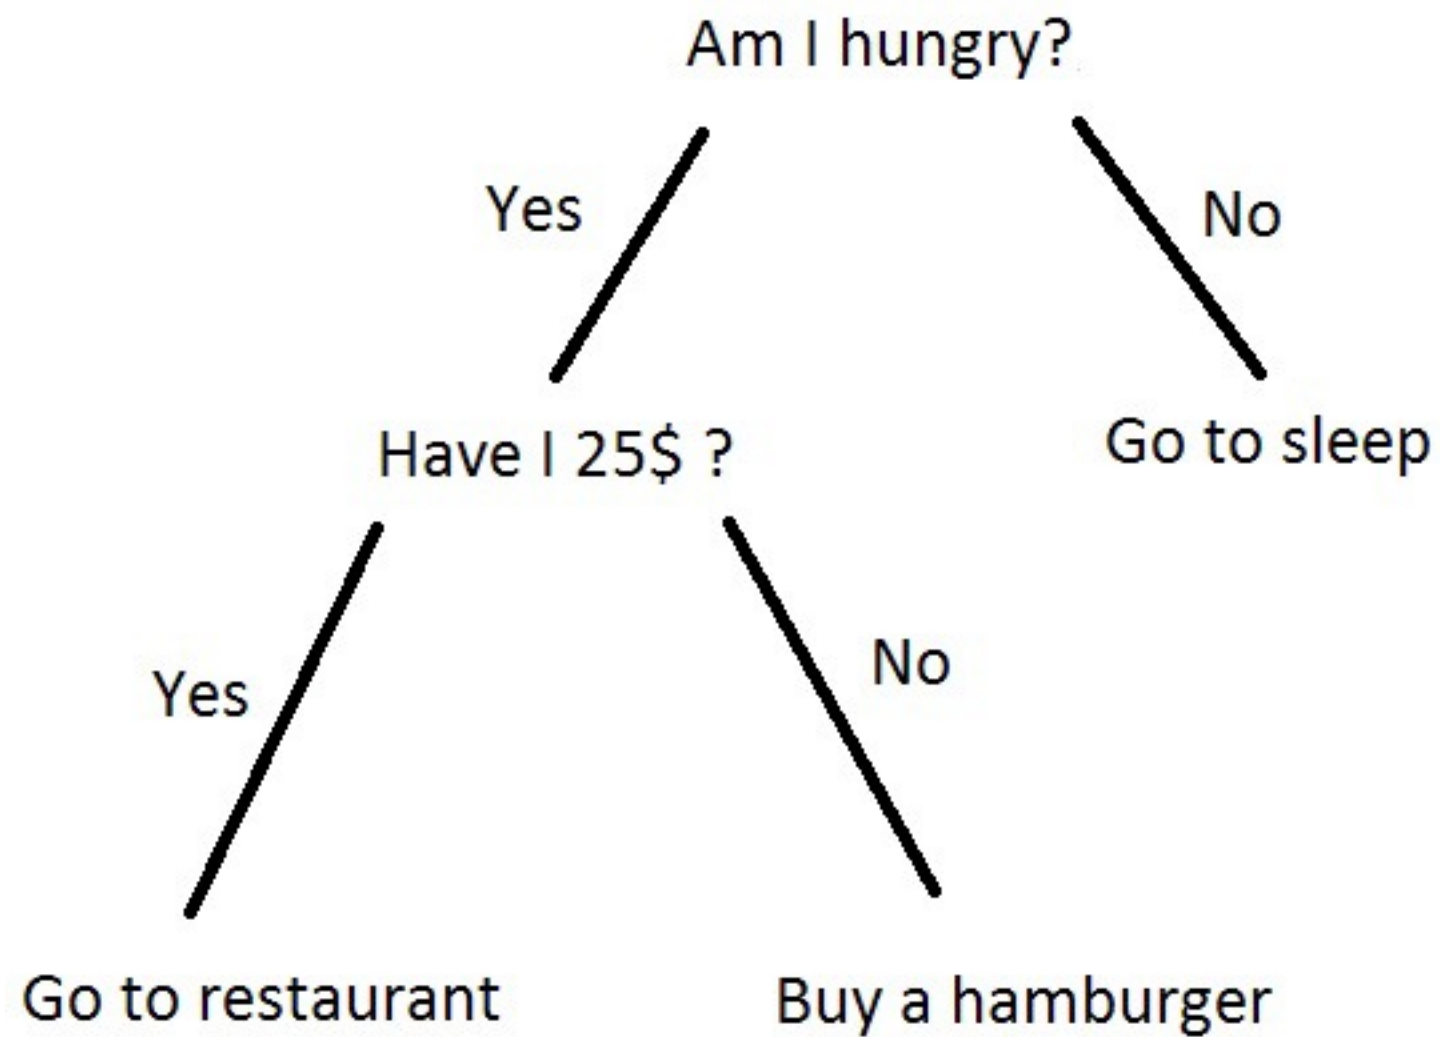 Am I hungry?
Yes
No
Have I 25$ ?
Go to sleep
Yes
No
Go to restaurant
Buy a hamburger